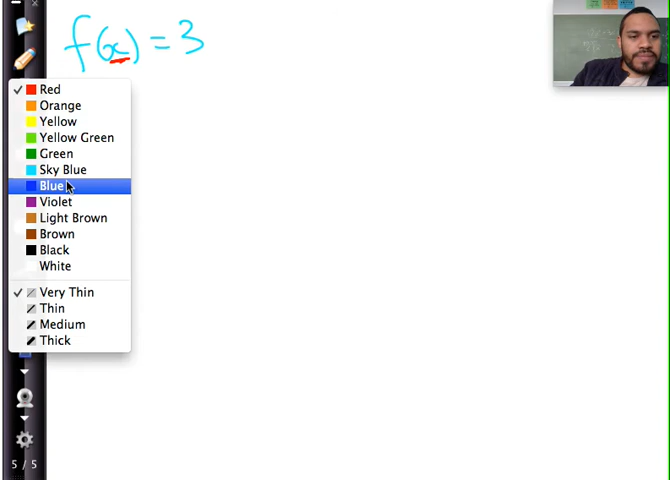 f(x) = 3
Red
Orange
Yellow
Yellow Green
Green
Sky Blue
Blue
Violet
Light Brown
Brown
Black
White
Very Thin
Thin
Medium
Thick
5 / 5